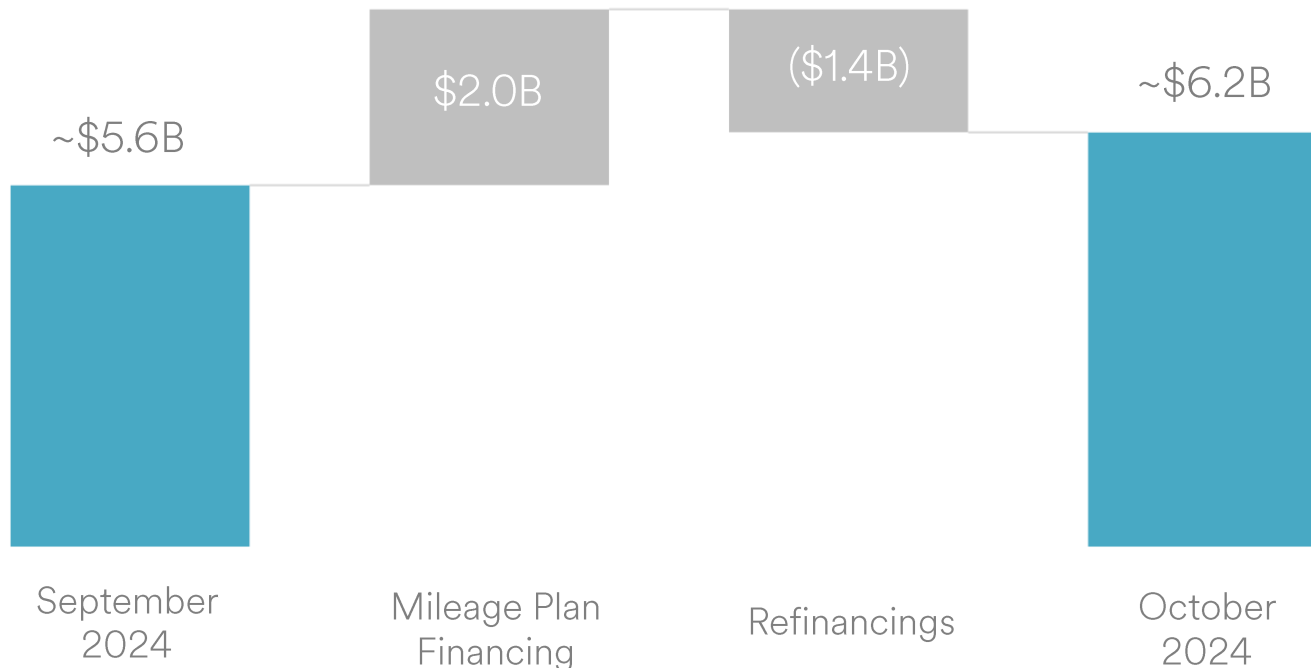 ~$5.6B
$2.0B
($1.4B)
~$6.2B
September
2024
Mileage Plan
Financing
Refinancings
October
2024